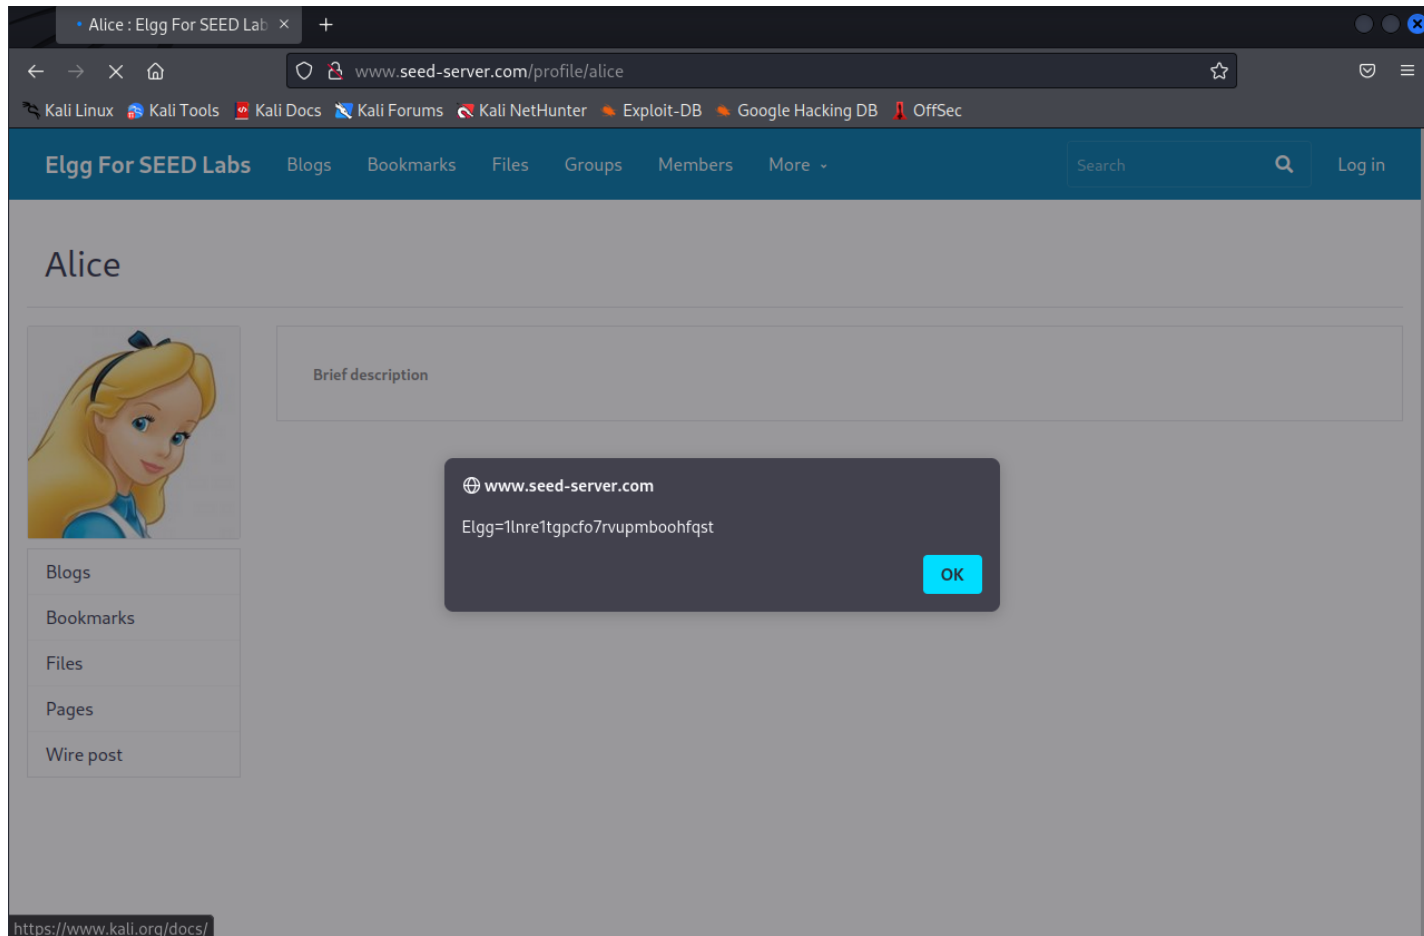 Alice : Elgg For SEED Lab
www.seed-server.com/profile/alice
Kali Linux Kali Tools Kali Docs Kali Forums Kali NetHunter Exploit-DB Google Hacking DB OffSec
Elgg For SEED Labs Blogs Bookmarks Files Groups Members More Search Log in
Alice
Brief description
www.seed-server.com
Elgg=1lnre1tgpcfo7rvupmboohfqst
OK
Blogs
Bookmarks
Files
Pages
Wire post
https://www.kali.org/docs/